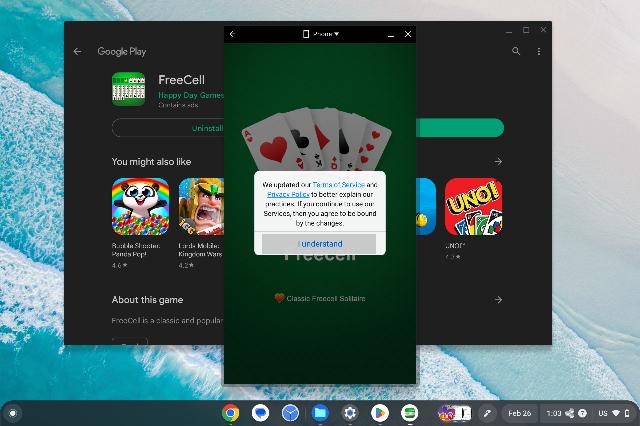 Phone
Google Play
FreeCell
Happy Day Games
Contains ads
Uninstall
We updated our Terms of Service and
Privacy Policy to better explain our
practices. If you continue to use our
Services, then you agree to be bound
by the changes.
I understand
Freecell
Classic Freecell Solitaire
You might also like
Bubble Shooter:
Panda Pop!
4.6★
Lords Mobile:
Kingdom Wars
4.2★
IGG
UNO!
UNO!™
About this game
FreeCell is a classic and popular
Feb 26
1:03
US